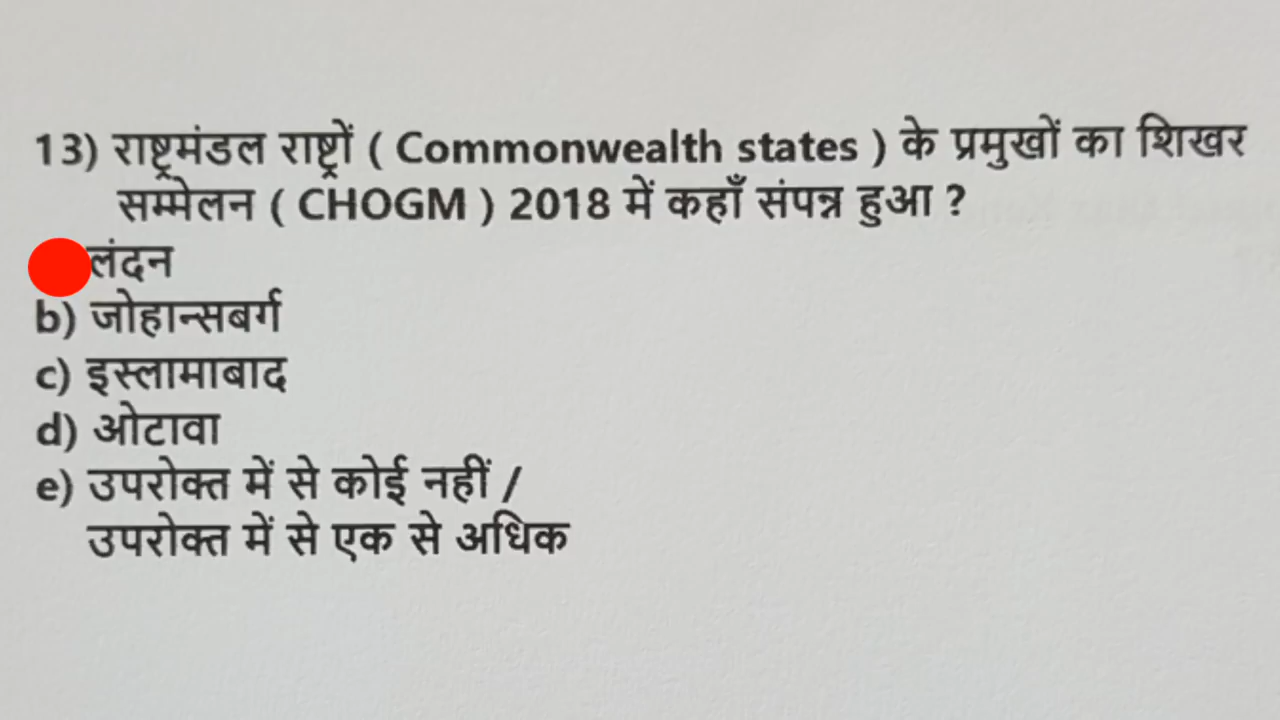 13) राष्ट्रमंडल राष्ट्रों ( Commonwealth states ) के प्रमुखों का शिखर
सम्मेलन ( CHOGM ) 2018 में कहाँ संपन्न हुआ ?
लंदन
b) जोहान्सबर्ग
c) इस्लामाबाद
d) ओटावा
e) उपरोक्त में से कोई नहीं /
उपरोक्त में से एक से अधिक